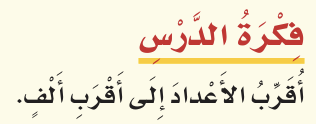 فِكْرَةُ الدَّرْسِ
أُقَرِّبُ الأَعْدادَ إِلَى أَقْرَبِ أَلْفٍ.